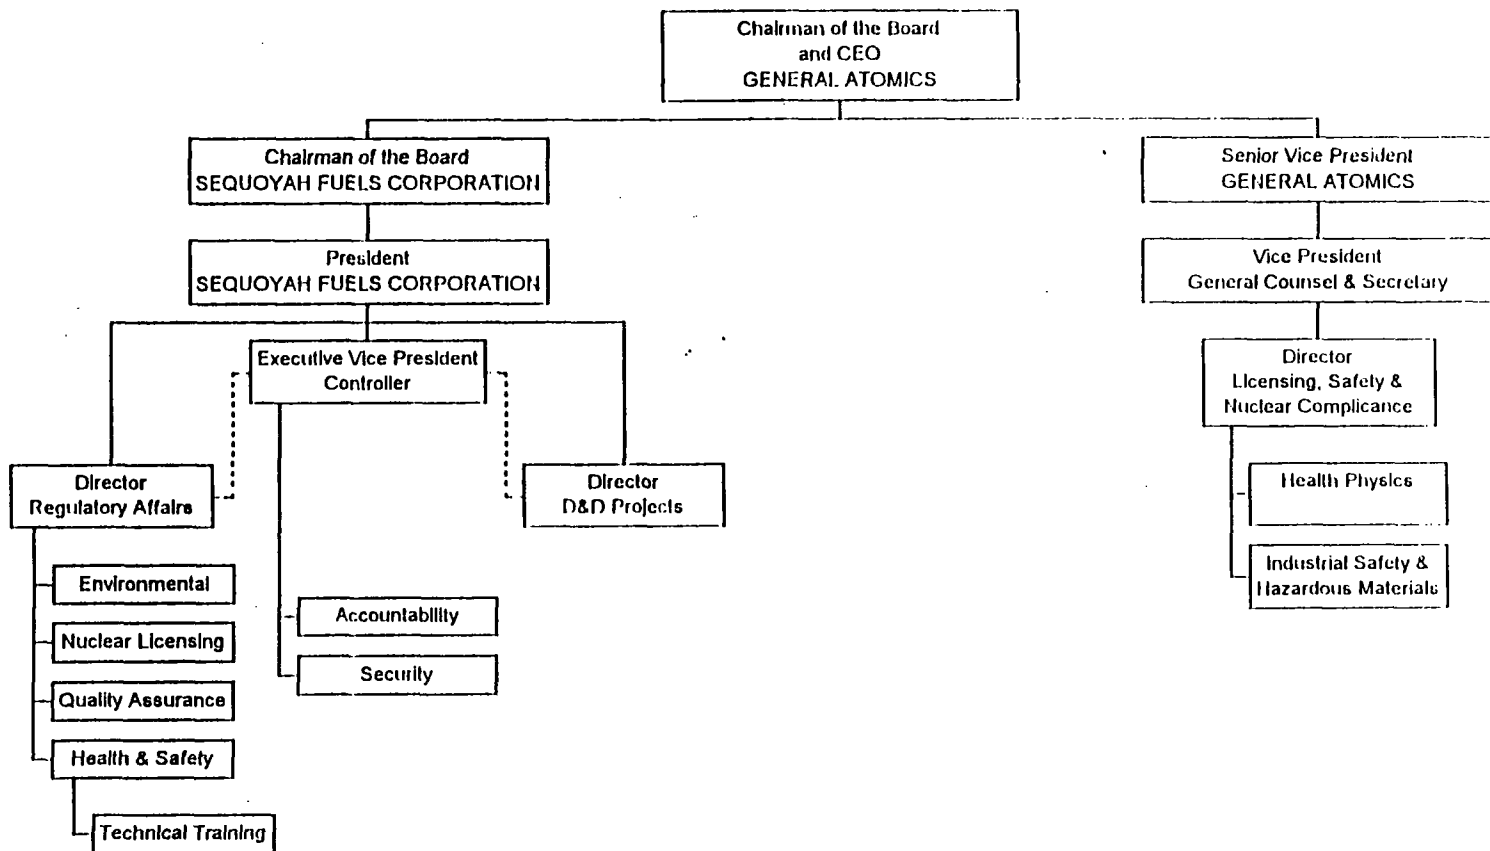 Chairman of the Board
and CEO
GENERAL ATOMICS
Chairman of the Board
SEQUOYAH FUELS CORPORATION
Senior Vice President
GENERAL ATOMICS
President
SEQUOYAH FUELS CORPORATION
Vice President
General Counsel & Secretary
Executive Vice President
Controller
Director
Licensing, Safety &
Nuclear Complicance
Director
Regulatory Affairs
Director
D&D Projects
Health Physics
Environmental
Industrial Safety &
Hazardous Materials
Accountability
Nuclear Licensing
Security
Quality Assurance
Health & Safety
Technical Training